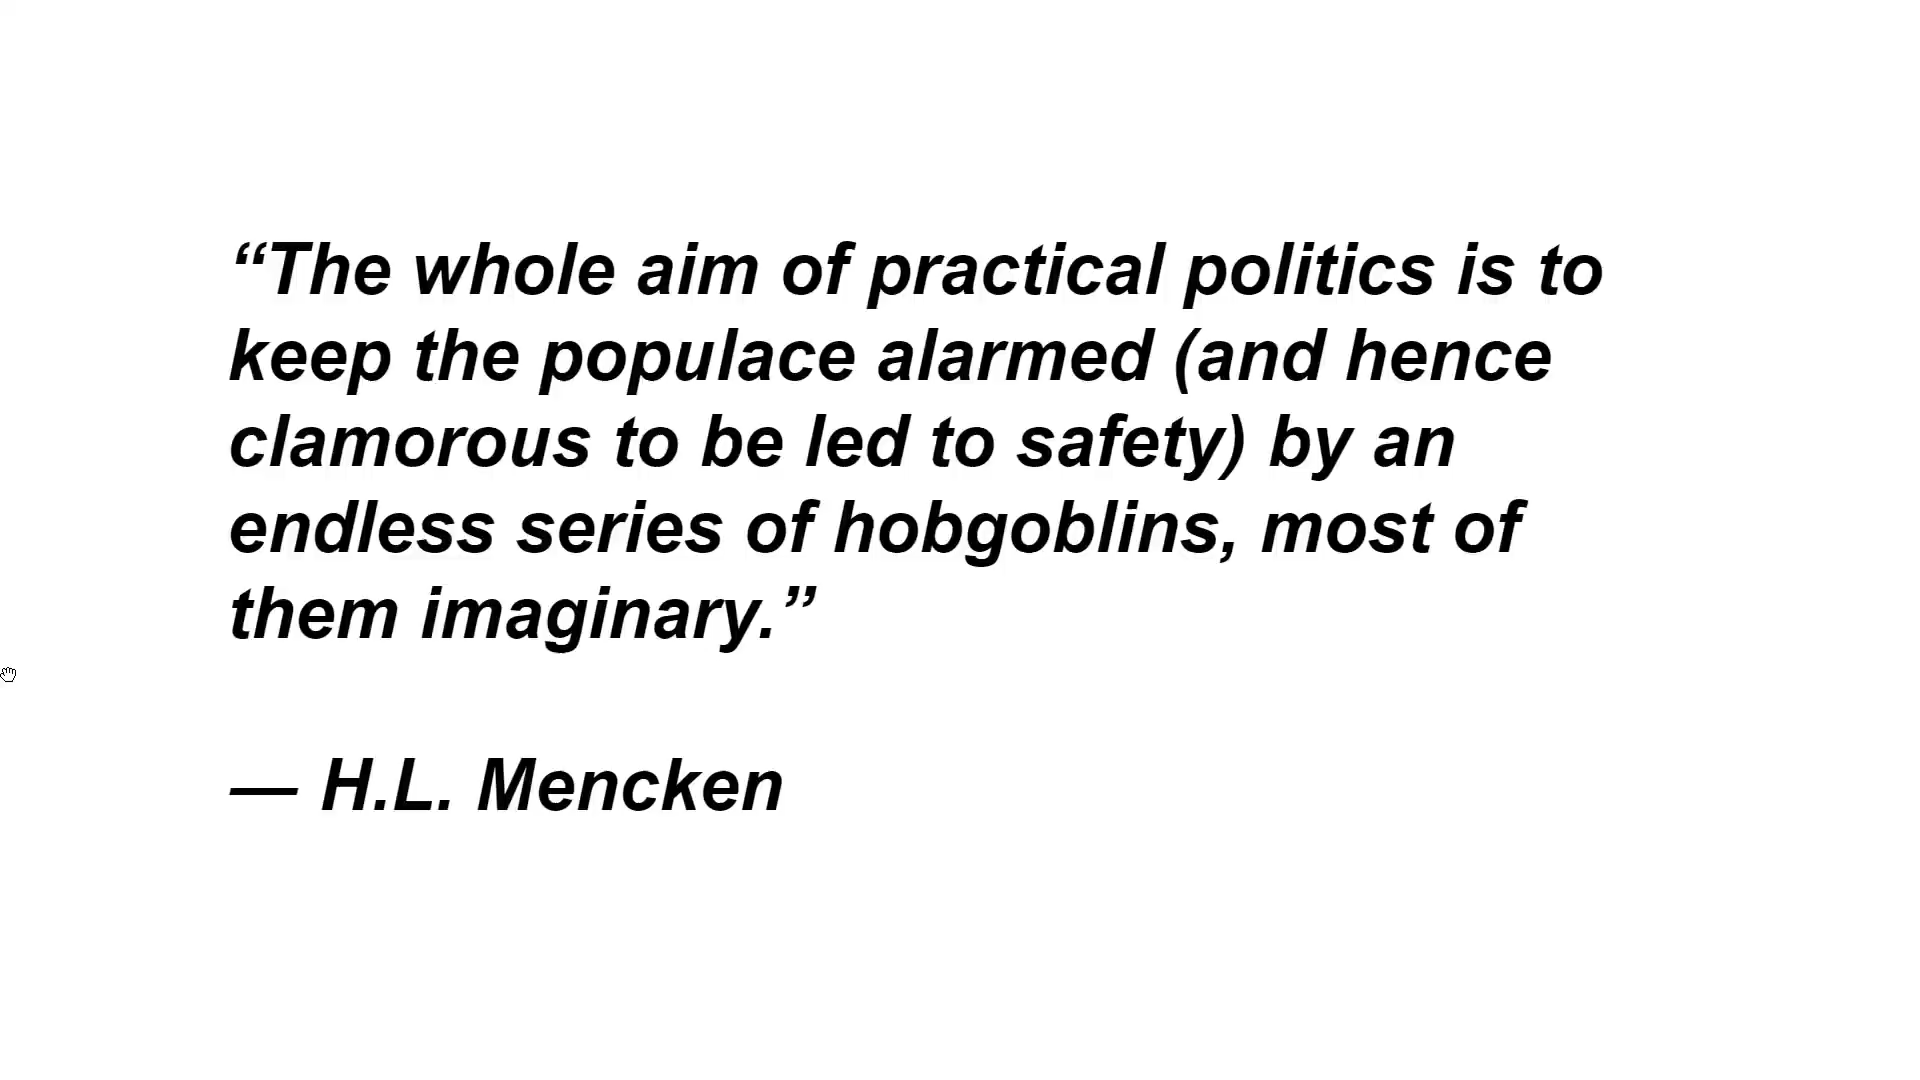 “The whole aim of practical politics is to
keep the populace alarmed (and hence
clamorous to be led to safety) by an
endless series of hobgoblins, most of
them imaginary.”
— H.L. Mencken